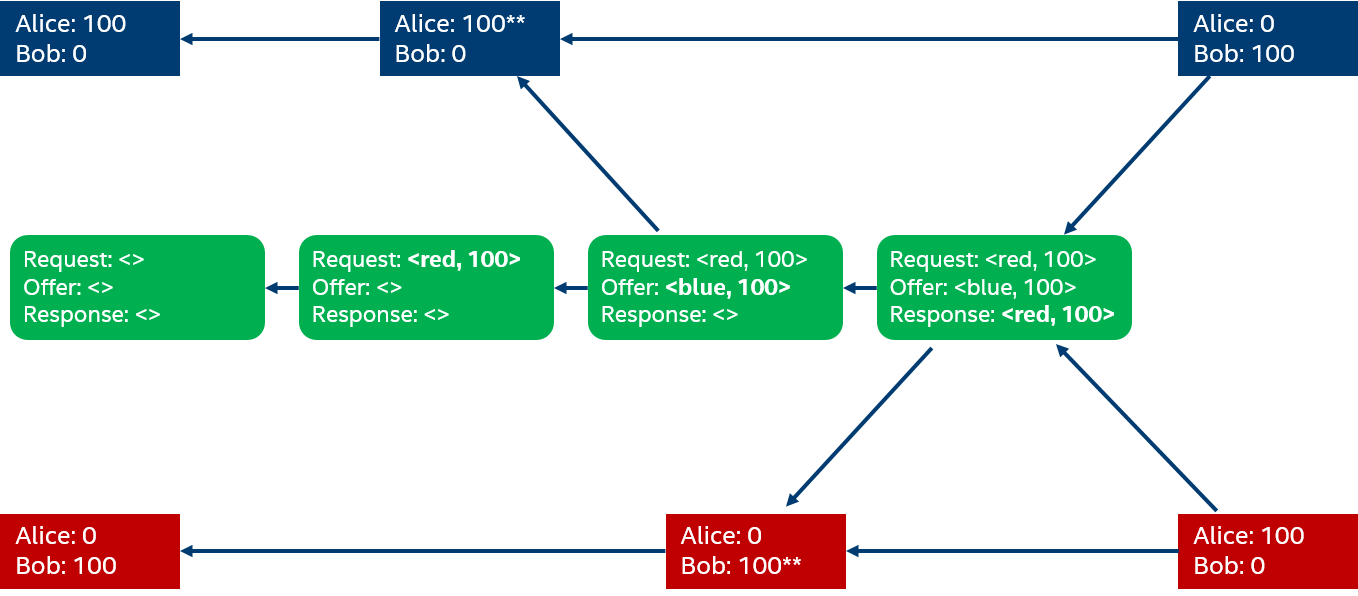 Alice: 100
Bob: 0
Alice: 100**
Bob: 0
Alice: 0
Bob: 100
Request: <>
Offer: <>
Response: <>
Request: <red, 100>
Offer: <>
Response: <>
Request: <red, 100>
Offer: <blue, 100>
Response: <>
Request: <red, 100>
Offer: <blue, 100>
Response: <red, 100>
Alice: 0
Bob: 100
Alice: 0
Bob: 100**
Alice: 100
Bob: 0